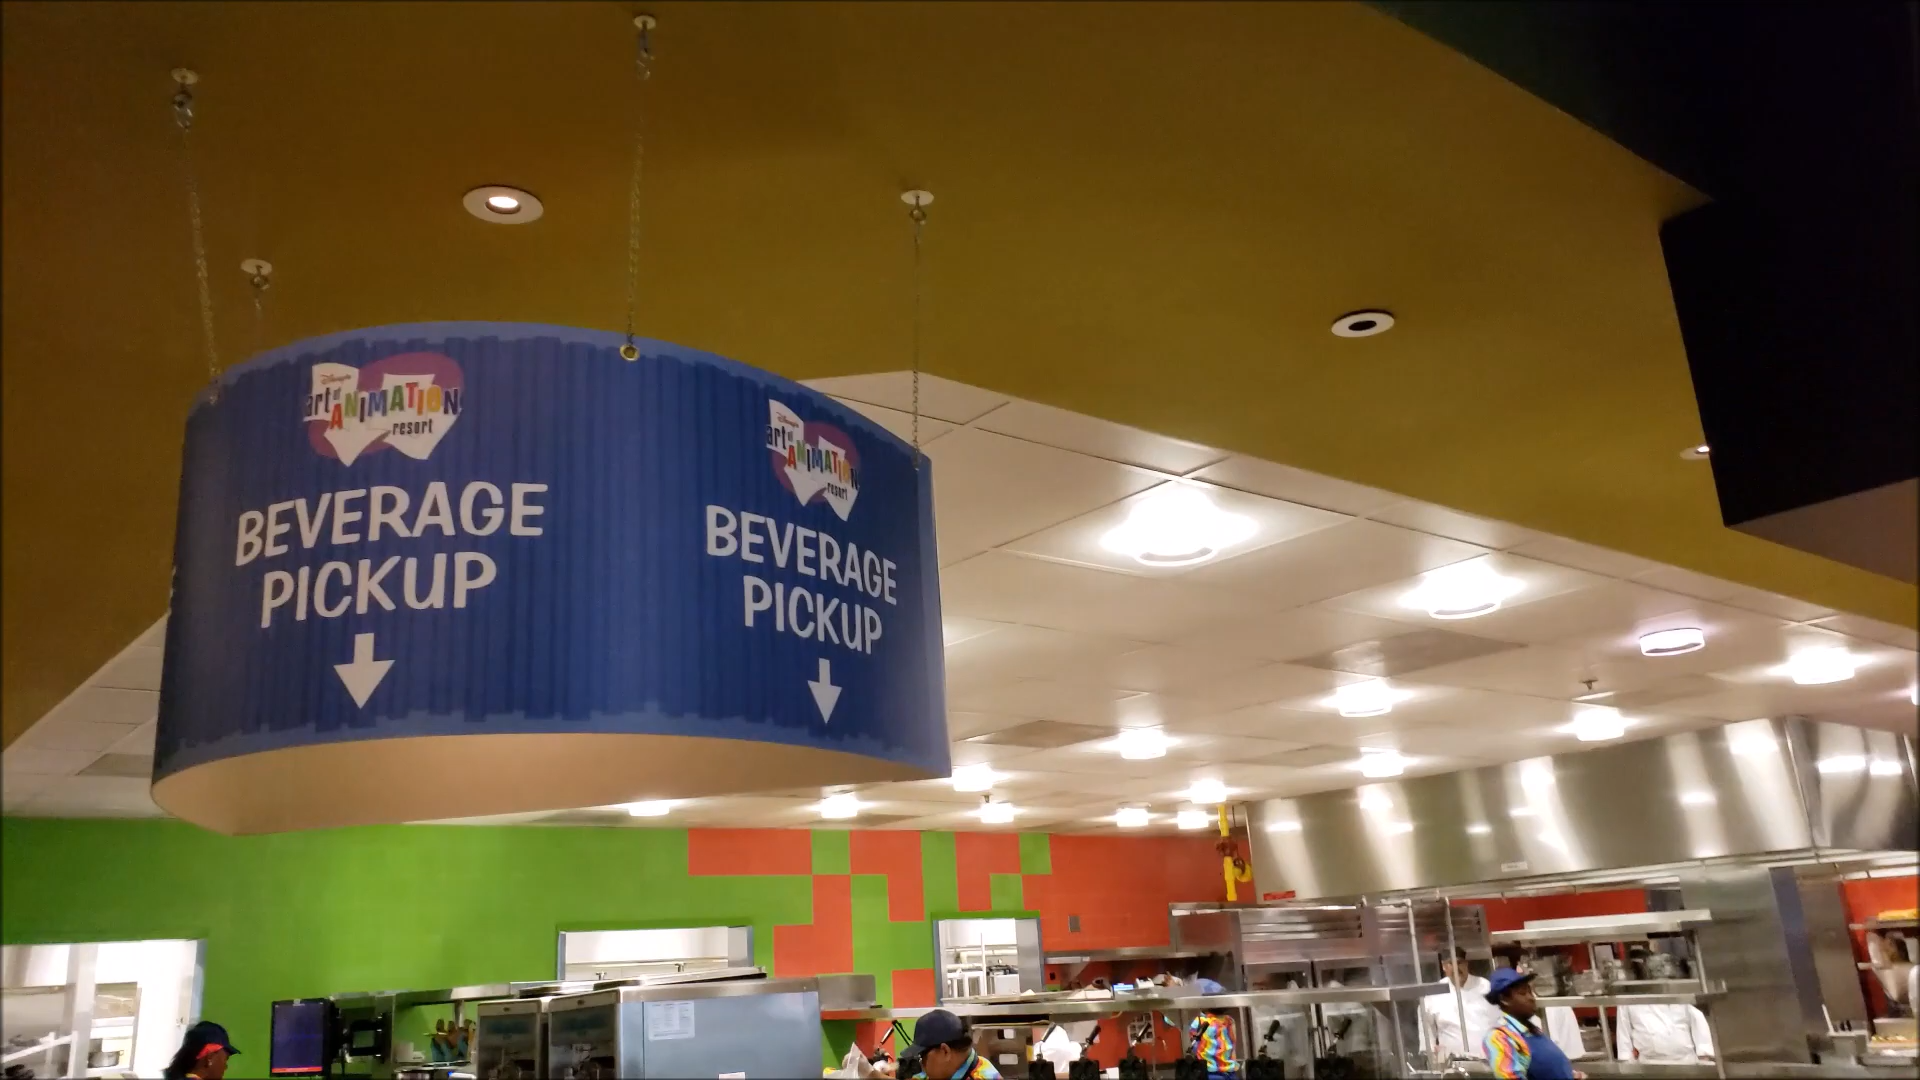 Disney's
art of
ANIMATION
resort
BEVERAGE
PICKUP
Disney's
art of
ANIMATION
resort
BEVERAGE
PICKUP